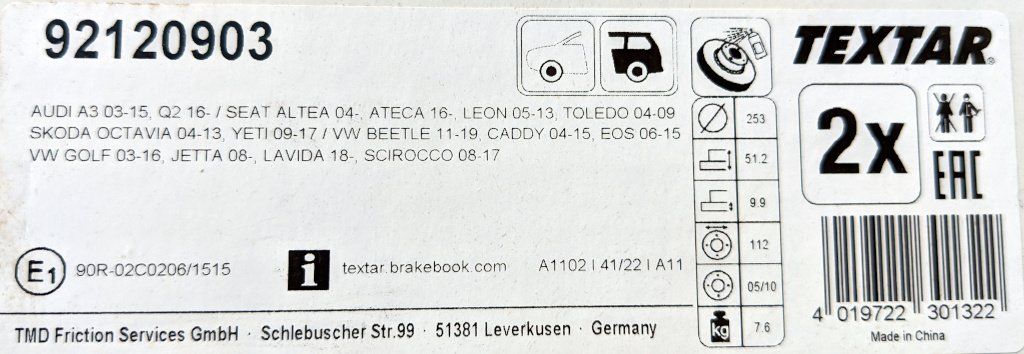 92120903
AUDI A3 03-15, Q2 16- / SEAT ALTEA 04-, ATECA 16-, LEON 05-13, TOLEDO 04-09
SKODA OCTAVIA 04-13, YETI 09-17 / VW BEETLE 11-19, CADDY 04-15, EOS 06-15
VW GOLF 03-16, JETTA 08-, LAVIDA 18-, SCIROCCO 08-17
E1 90R-02C0206/1515
i textar.brakebook.com
A1102 I 41/22 I A11
TMD Friction Services GmbH · Schlebuscher Str.99 · 51381 Leverkusen · Germany
253
51.2
9.9
112
05/10
kg 7.6
TEXTAR®
2x
EAC
4 019722 301322
Made in China